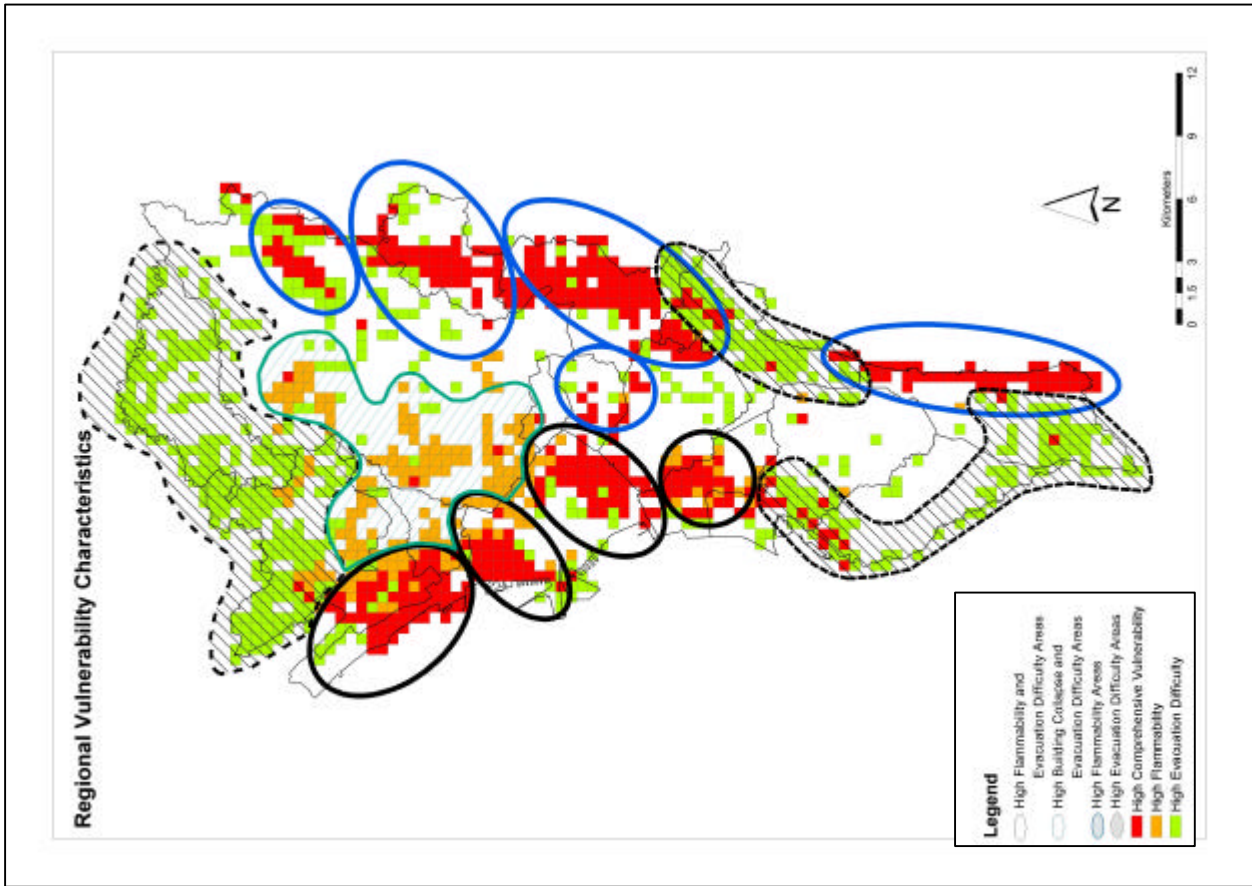 Regional Vulnerability Characteristics
Legend
High Flammability and
Evacuation Difficulty Areas
High Building Collapse and
Evacuation Difficulty Areas
High Flammability Areas
High Evacuation Difficulty Areas
High Comprehensive Vulnerability
High Flammability
High Evacuation Difficulty
N
Kilometers
0 1.5 3 6 9 12